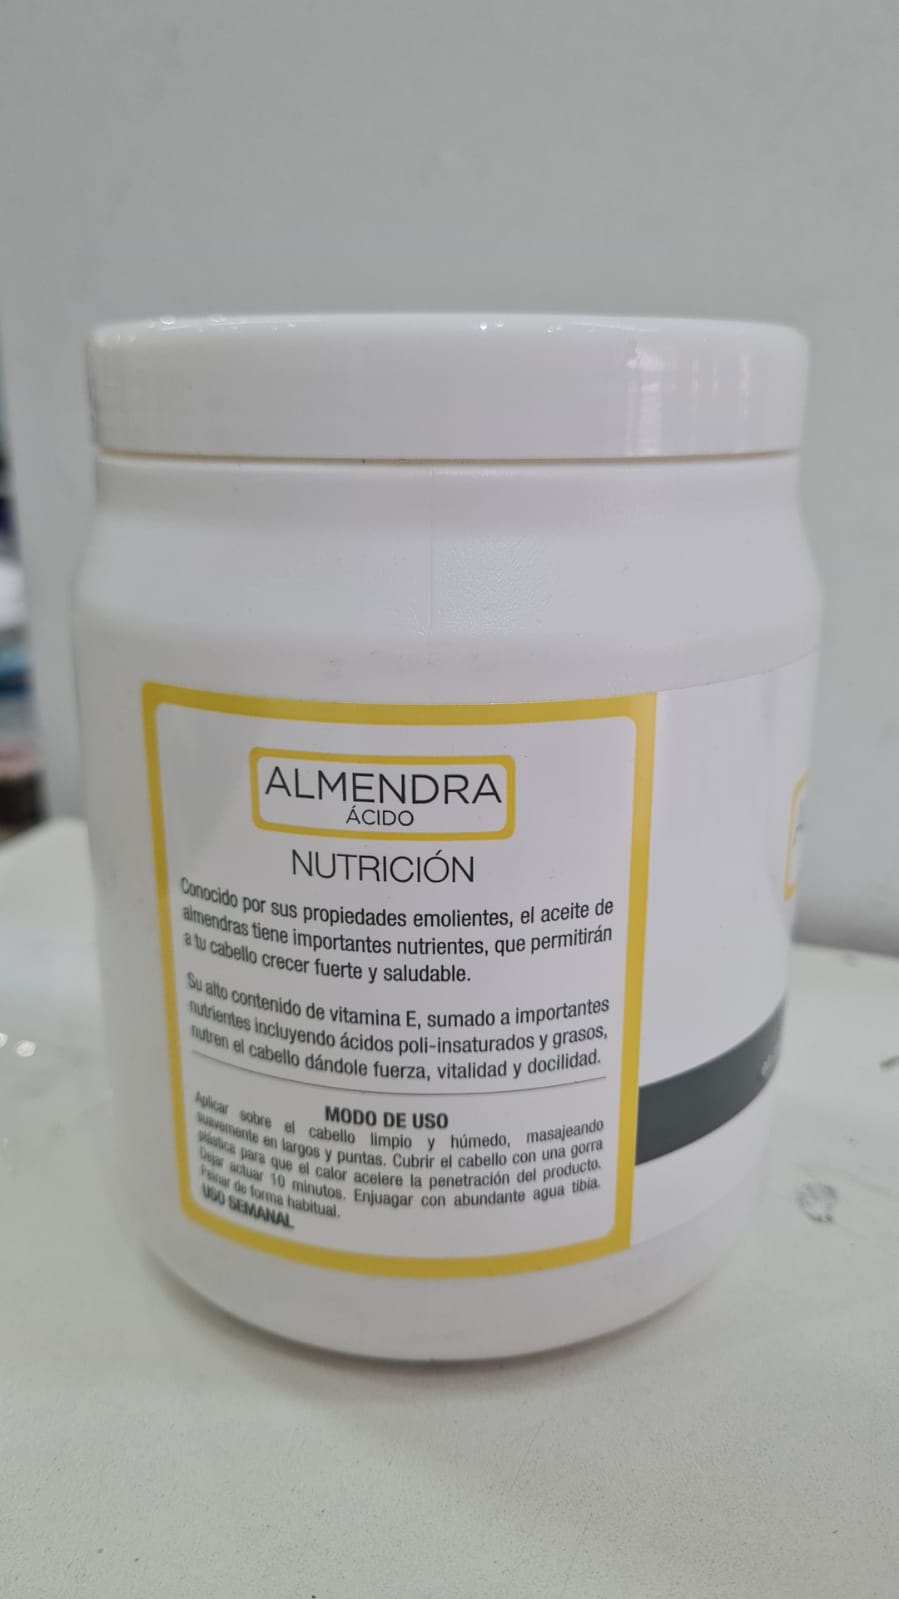 ALMENDRA
ÁCIDO
NUTRICIÓN
Conocido por sus propiedades emolientes, el aceite de
almendras tiene importantes nutrientes, que permitirán
a tu cabello crecer fuerte y saludable.
Su alto contenido de vitamina E, sumado a importantes
nutrientes incluyendo ácidos poli-insaturados y grasos,
nutren el cabello dándole fuerza, vitalidad y docilidad.
MODO DE USO
Aplicar sobre el cabello limpio y húmedo, masajeando
suavemente en largos y puntas. Cubrir el cabello con una gorra
plástica para que el calor acelere la penetración del producto.
Dejar actuar 10 minutos. Enjuagar con abundante agua tibia.
Peinar de forma habitual.
USO SEMANAL